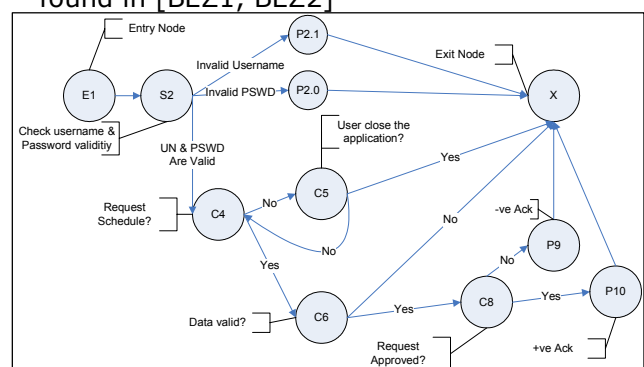 found in [BEZ1, BEZ2]
Entry Node
P2.1
Exit Node
Invalid Username
E1
S2
Invalid PSWD
P2.0
X
Check username &
Password validitiy
UN & PSWD
Are Valid
User close the
application?
Yes
Request
Schedule?
C4
No
C5
No
No
-ve Ack
P9
Yes
No
Data valid?
C6
Yes
C8
Yes
P10
Request
Approved?
+ve Ack